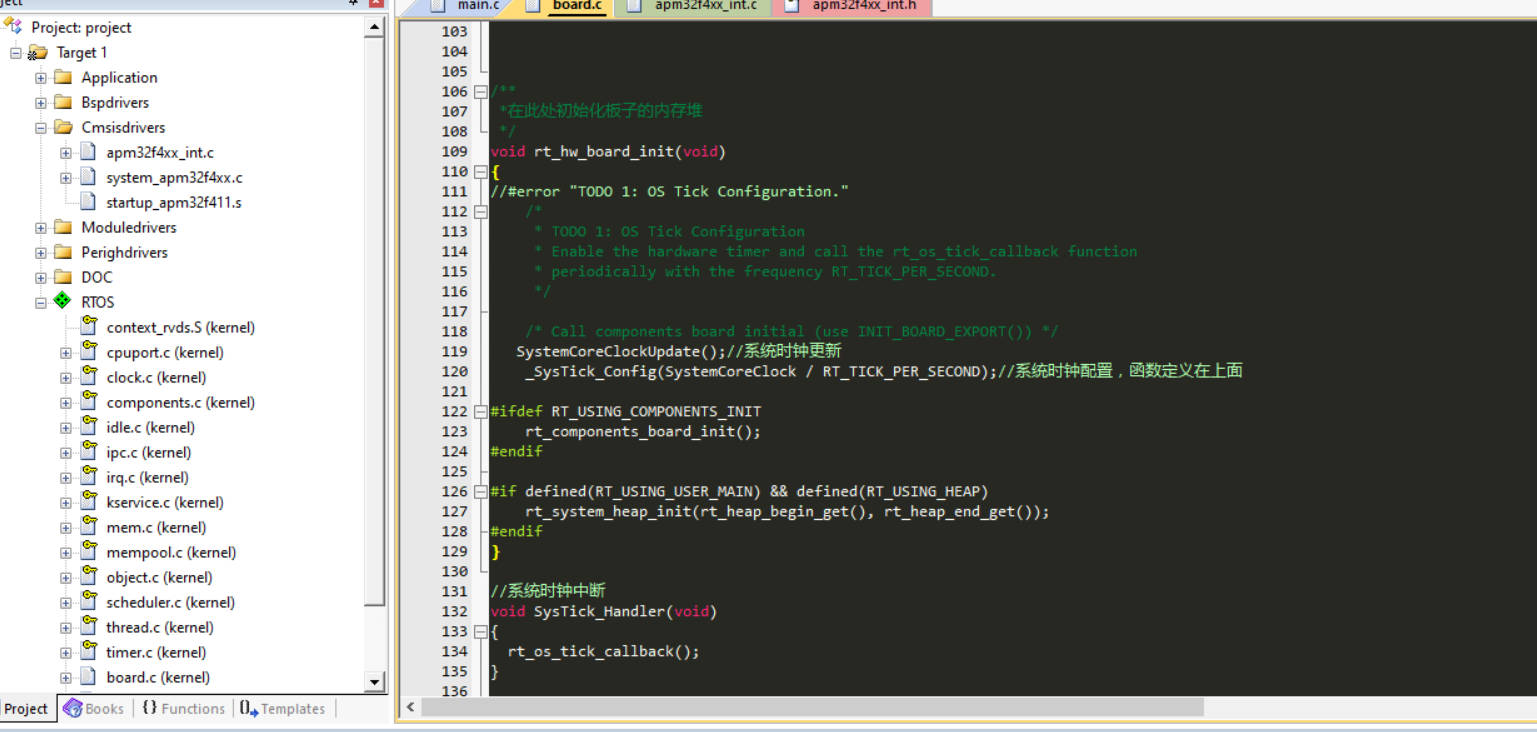 ject
main.c
board.c
apm32f4xx_int.c
apm32f4xx_int.h
Project: project
Target 1
Application
Bspdrivers
Cmsisdrivers
apm32f4xx_int.c
system_apm32f4xx.c
startup_apm32f411.s
Moduledrivers
Perighdrivers
DOC
RTOS
context_rvds.S (kernel)
cpuport.c (kernel)
clock.c (kernel)
components.c (kernel)
idle.c (kernel)
ipc.c (kernel)
irq.c (kernel)
kservice.c (kernel)
mem.c (kernel)
mempool.c (kernel)
object.c (kernel)
scheduler.c (kernel)
thread.c (kernel)
timer.c (kernel)
board.c (kernel)
Project
Books
{} Functions
Templates
103
104
105
106 /**
107 *在此处初始化板子的内存堆
108 */
109 void rt_hw_board_init(void)
110 {
111 //#error "TODO 1: OS Tick Configuration."
112 /*
113 * TODO 1: OS Tick Configuration
114 * Enable the hardware timer and call the rt_os_tick_callback function
115 * periodically with the frequency RT_TICK_PER_SECOND.
116 */
117
118 /* Call components board initial (use INIT_BOARD_EXPORT()) */
119 SystemCoreClockUpdate();//系统时钟更新
120 _SysTick_Config(SystemCoreClock / RT_TICK_PER_SECOND);//系统时钟配置，函数定义在上面
121
122 #ifdef RT_USING_COMPONENTS_INIT
123 rt_components_board_init();
124 #endif
125
126 #if defined(RT_USING_USER_MAIN) && defined(RT_USING_HEAP)
127 rt_system_heap_init(rt_heap_begin_get(), rt_heap_end_get());
128 #endif
129 }
130
131 //系统时钟中断
132 void SysTick_Handler(void)
133 {
134 rt_os_tick_callback();
135 }
136